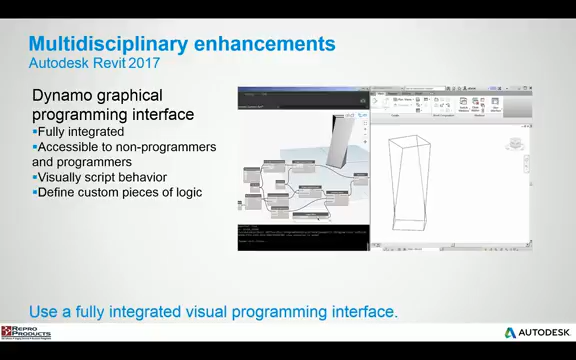 Multidisciplinary enhancements
Autodesk Revit 2017
Dynamo graphical
programming interface
▪Fully integrated
▪Accessible to non-programmers
and programmers
▪Visually script behavior
▪Define custom pieces of logic
Use a fully integrated visual programming interface.
REPRO
PRODUCTS
AUTODESK